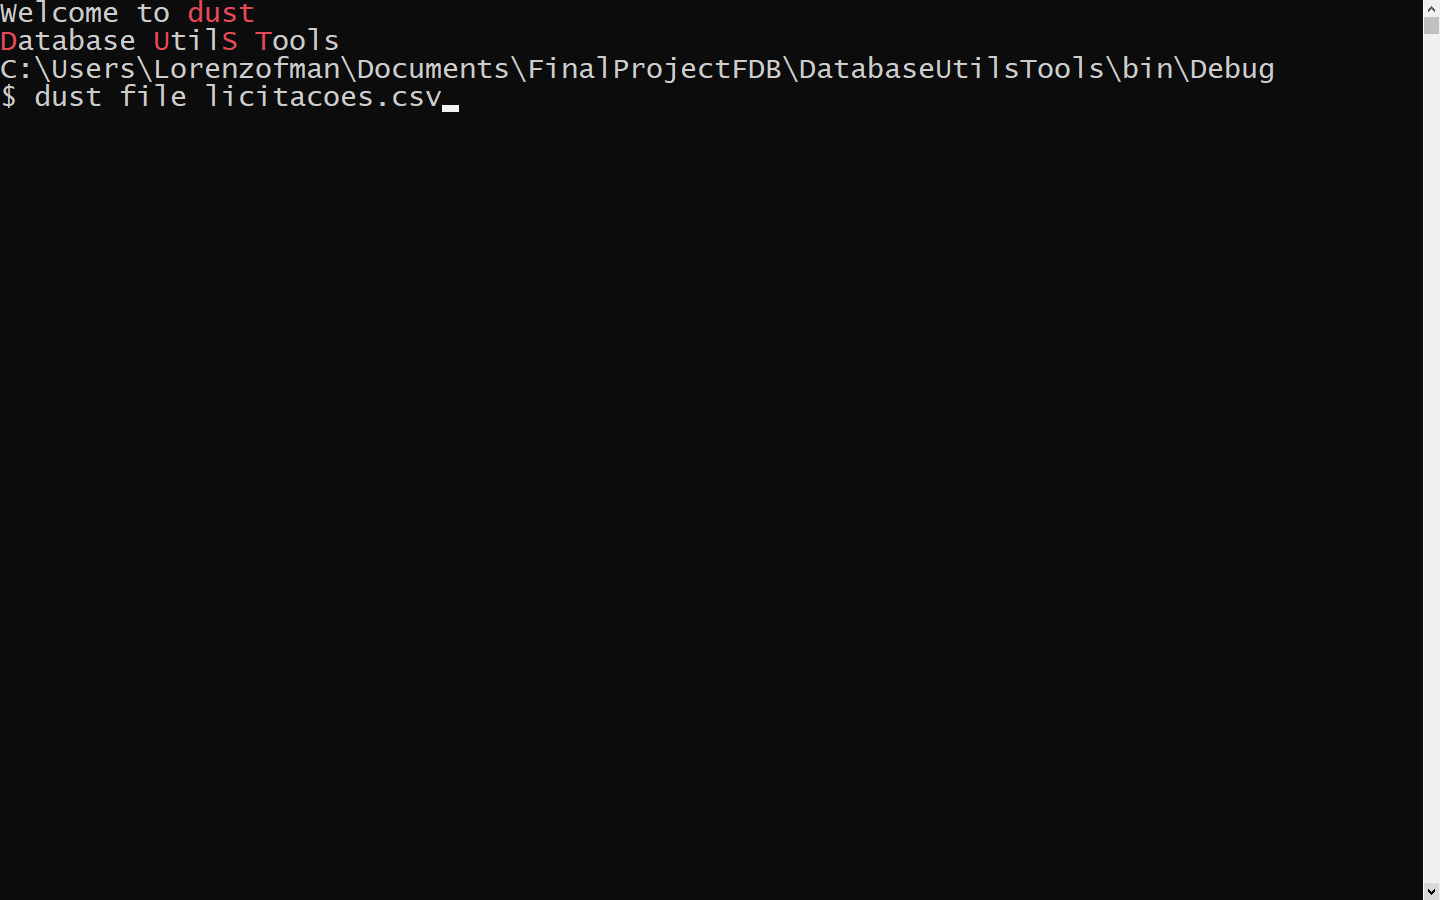 Welcome to dust
Database UtilS Tools
C:\Users\Lorenzofman\Documents\FinalProjectFDB\DatabaseUtilsTools\bin\Debug
$ dust file licitacoes.csv